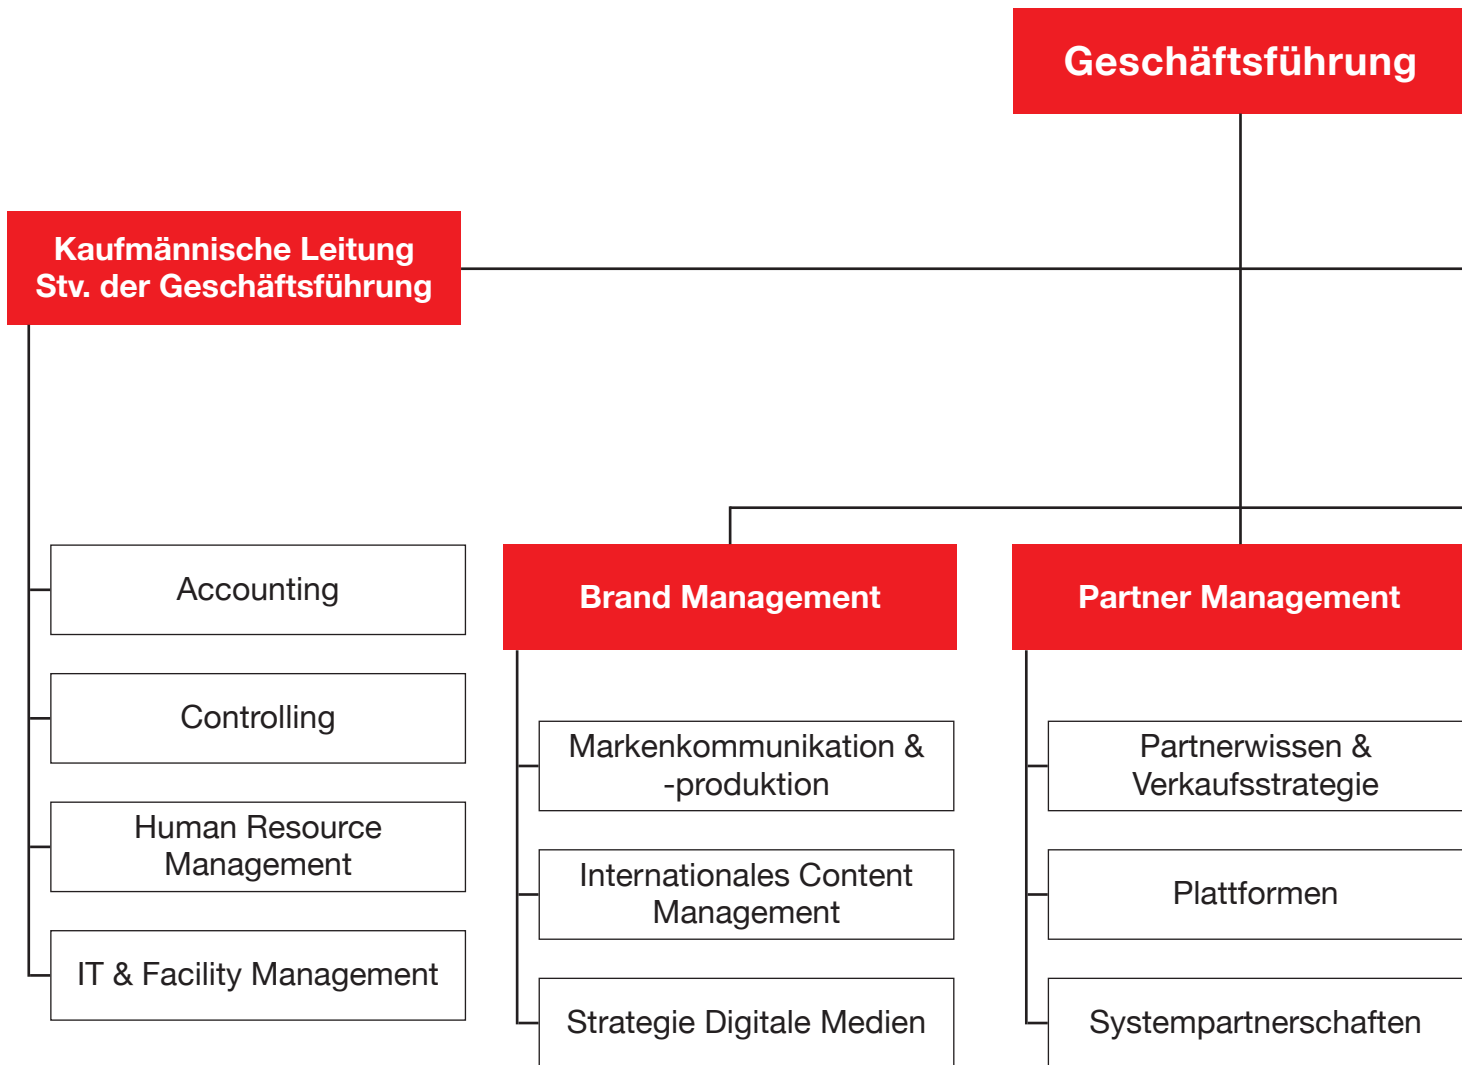 Geschäftsführung
Kaufmännische Leitung
Stv. der Geschäftsführung
Accounting
Controlling
Human Resource
Management
IT & Facility Management
Brand Management
Markenkommunikation &
-produktion
Internationales Content
Management
Strategie Digitale Medien
Partner Management
Partnerwissen &
Verkaufsstrategie
Plattformen
Systempartnerschaften